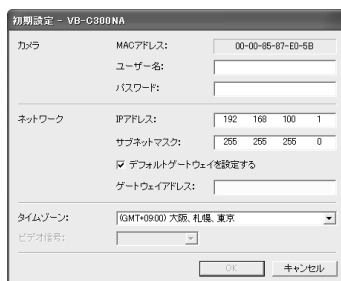 初期設定 - VB-C300NA
カメラ MACアドレス: 00-00-85-87-E0-5B
ユーザー名:
パスワード:
ネットワーク IPアドレス: 192 168 100 1
サブネットマスク: 255 255 255 0
デフォルトゲートウェイを設定する
ゲートウェイアドレス:
タイムゾーン: (GMT+09:00) 大阪、札幌、東京
ビデオ信号:
OK キャンセル